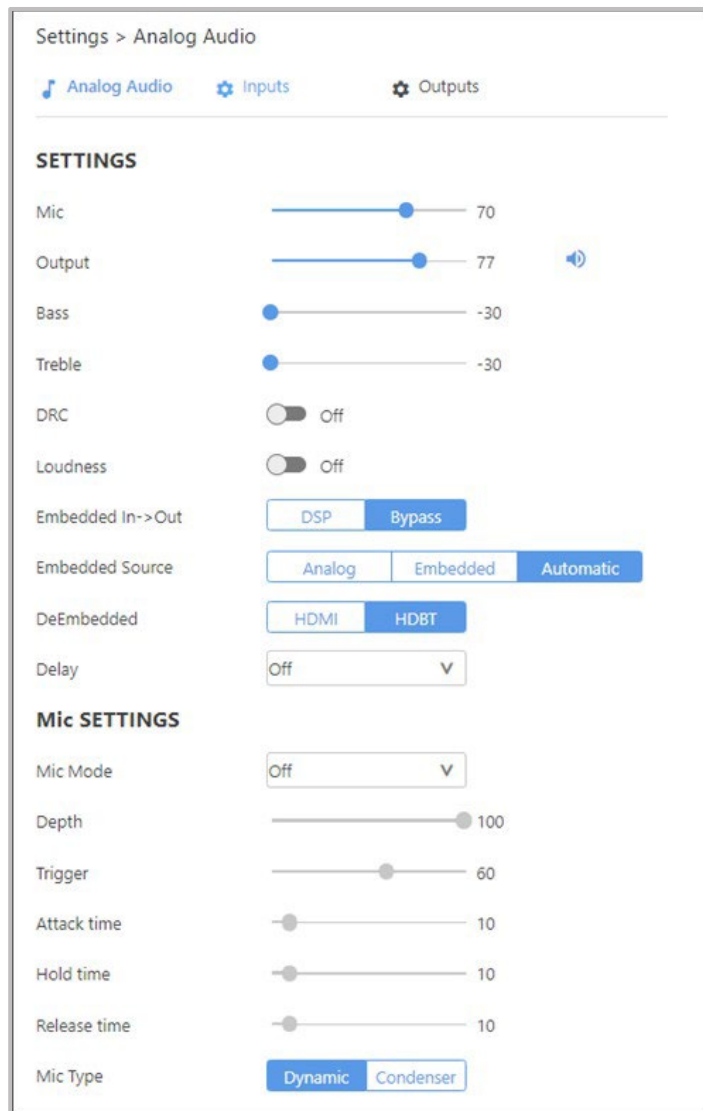 Settings > Analog Audio
Analog Audio Inputs Outputs
SETTINGS
Mic 70
Output 77
Bass -30
Treble -30
DRC Off
Loudness Off
Embedded In->Out DSP Bypass
Embedded Source Analog Embedded Automatic
DeEmbedded HDMI HDBT
Delay Off
Mic SETTINGS
Mic Mode Off
Depth 100
Trigger 60
Attack time 10
Hold time 10
Release time 10
Mic Type Dynamic Condenser